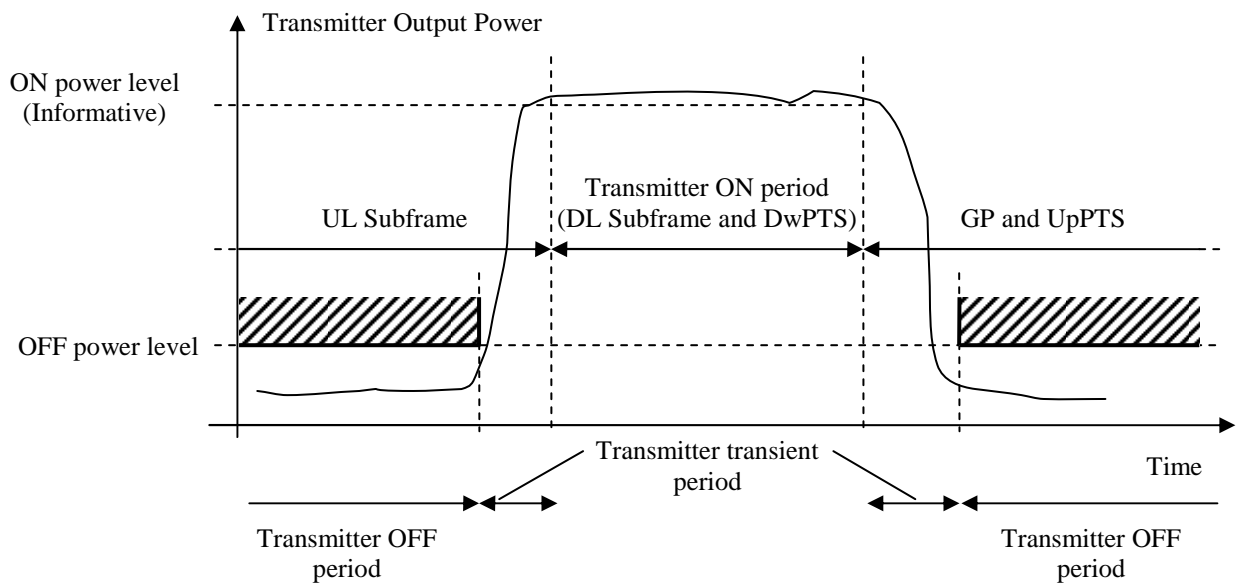 Transmitter Output Power
ON power level
(Informative)
UL Subframe
Transmitter ON period
(DL Subframe and DwPTS)
GP and UpPTS
OFF power level
Transmitter transient
period
Time
Transmitter OFF
period
Transmitter OFF
period